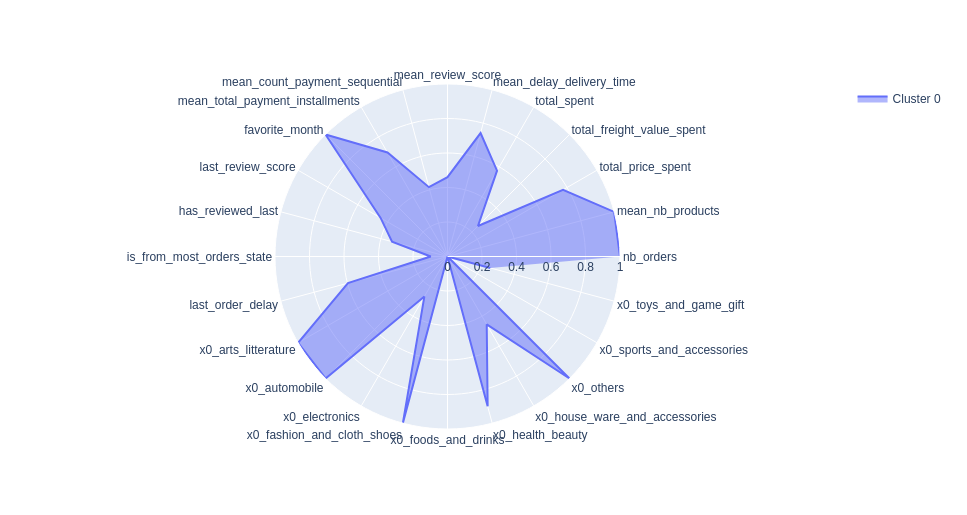 mean_review_score
mean_count_payment_sequential
mean_delay_delivery_time
mean_total_payment_installments
total_spent
Cluster 0
favorite_month
total_freight_value_spent
last_review_score
total_price_spent
has_reviewed_last
mean_nb_products
is_from_most_orders_state
nb_orders
0
0.2
0.4
0.6
0.8
1
last_order_delay
x0_toys_and_game_gift
x0_arts_litterature
x0_sports_and_accessories
x0_automobile
x0_others
x0_electronics
x0_house_ware_and_accessories
x0_fashion_and_cloth_shoes
x0_foods_and_drinks
x0_health_beauty